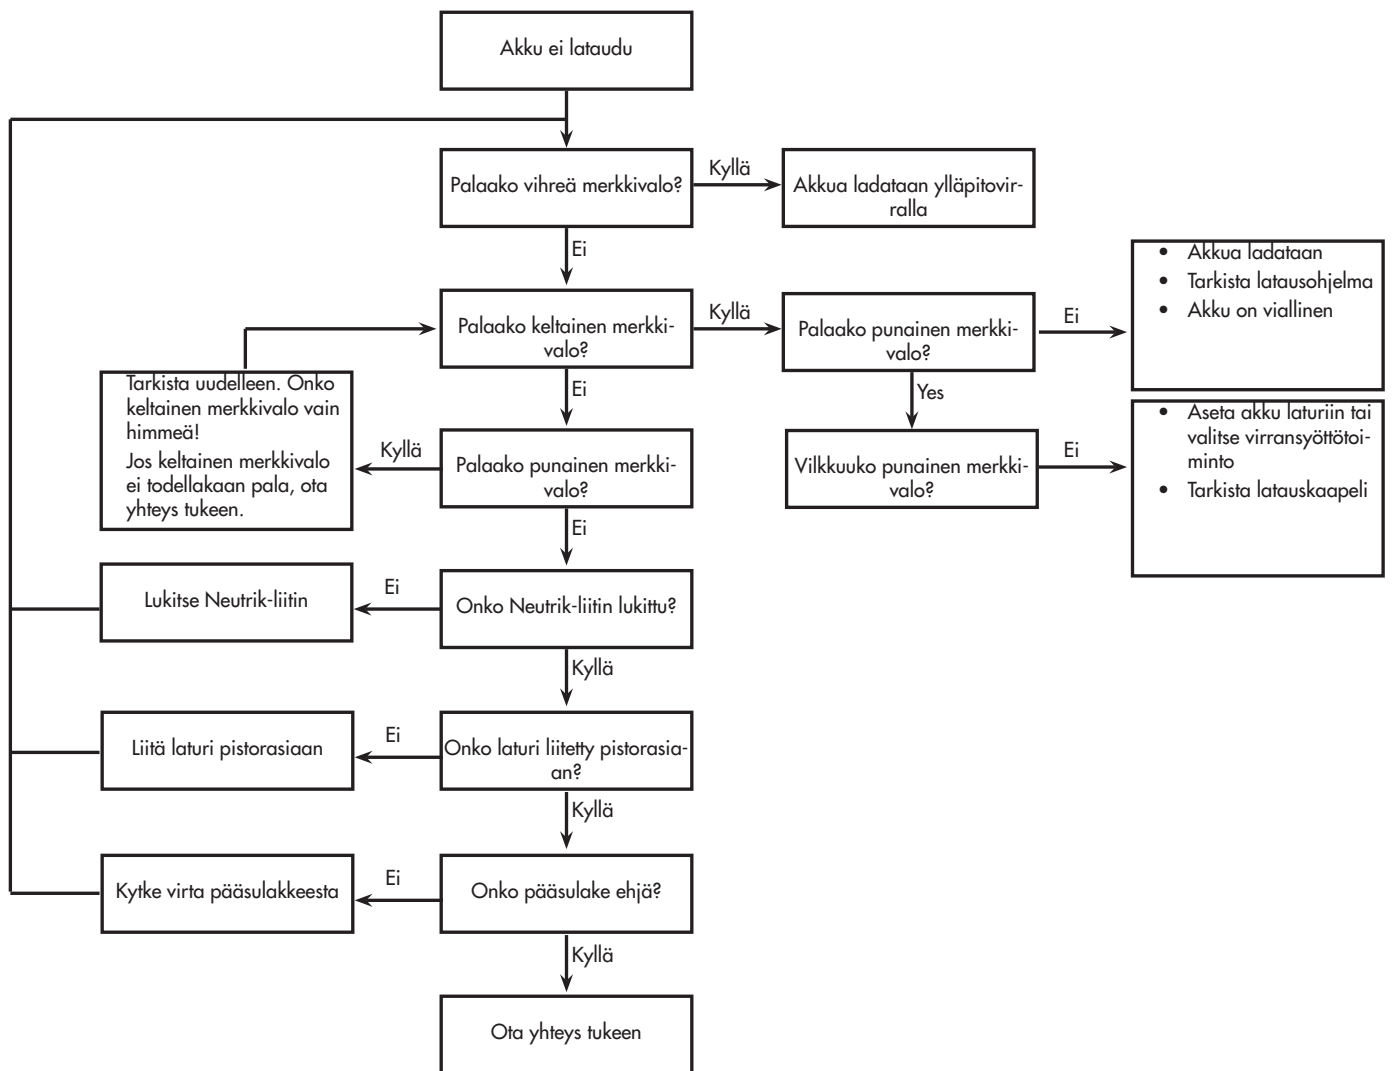 Akku ei lataudu
Palaako vihreä merkkivalo?
Kyllä
Akkua ladataan ylläpitovir-
ralla
Ei
Palaako keltainen merkki-
valo?
Kyllä
Palaako punainen merkki-
valo?
Ei
• Akkua ladataan
• Tarkista latausohjelma
• Akku on viallinen
Yes
Vilkkuuko punainen merkki-
valo?
Ei
• Aseta akku laturiin tai
valitse virransyöttötoi-
minto
• Tarkista latauskaapeli
Ei
Palaako punainen merkki-
valo?
Kyllä
Tarkista uudelleen. Onko
keltainen merkkivalo vain
himmeä!
Jos keltainen merkkivalo
ei todellakaan pala, ota
yhteys tukeen.
Ei
Onko Neutrik-liitin lukittu?
Ei
Lukitse Neutrik-liitin
Kyllä
Onko laturi liitetty pistorasia-
an?
Ei
Liitä laturi pistorasiaan
Kyllä
Onko pääsulake ehjä?
Ei
Kytke virta pääsulakkeesta
Kyllä
Ota yhteys tukeen